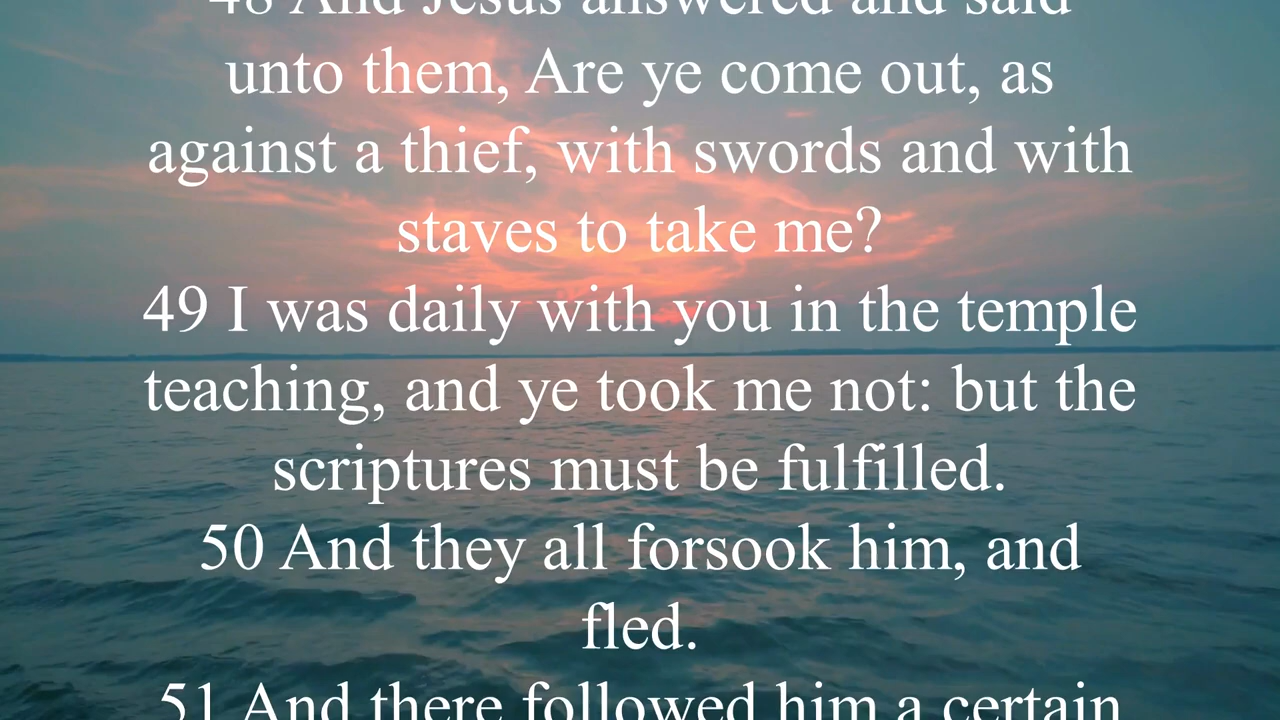 48 And Jesus answered and said
unto them, Are ye come out, as
against a thief, with swords and with
staves to take me?
49 I was daily with you in the temple
teaching, and ye took me not: but the
scriptures must be fulfilled.
50 And they all forsook him, and
fled.
51 And there followed him a certain